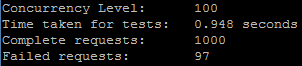 Concurrency Level:      100
Time taken for tests:   0.948 seconds
Complete requests:      1000
Failed requests:        97